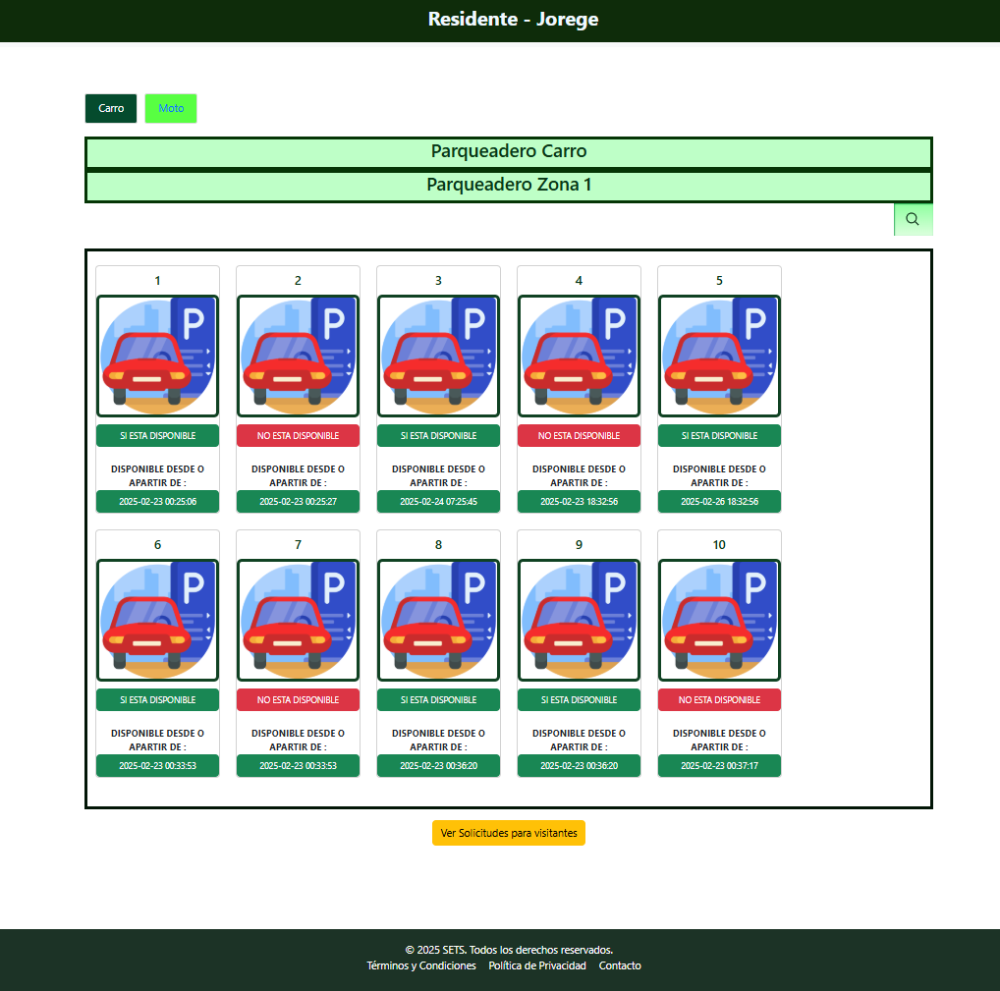 Residente - Jorege
Carro Moto
Parqueadero Carro
Parqueadero Zona 1
1 2 3 4 5
P P P P P
SI ESTA DISPONIBLE NO ESTA DISPONIBLE SI ESTA DISPONIBLE NO ESTA DISPONIBLE SI ESTA DISPONIBLE
DISPONIBLE DESDE O DISPONIBLE DESDE O DISPONIBLE DESDE O DISPONIBLE DESDE O DISPONIBLE DESDE O
APARTIR DE : APARTIR DE : APARTIR DE : APARTIR DE : APARTIR DE :
2025-02-23 00:25:06 2025-02-23 00:25:27 2025-02-24 07:25:45 2025-02-23 18:32:56 2025-02-26 18:32:56
6 7 8 9 10
P P P P P
SI ESTA DISPONIBLE NO ESTA DISPONIBLE SI ESTA DISPONIBLE SI ESTA DISPONIBLE NO ESTA DISPONIBLE
DISPONIBLE DESDE O DISPONIBLE DESDE O DISPONIBLE DESDE O DISPONIBLE DESDE O DISPONIBLE DESDE O
APARTIR DE : APARTIR DE : APARTIR DE : APARTIR DE : APARTIR DE :
2025-02-23 00:33:53 2025-02-23 00:33:53 2025-02-23 00:36:20 2025-02-23 00:36:20 2025-02-23 00:37:17
Ver Solicitudes para visitantes
© 2025 SETS. Todos los derechos reservados.
Términos y Condiciones Política de Privacidad Contacto